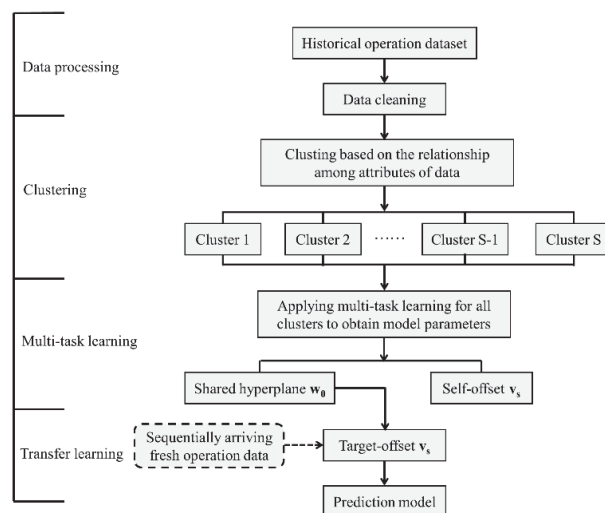 Data processing
Historical operation dataset
Data cleaning
Clustering
Clusting based on the relationship
among attributes of data
Cluster 1
Cluster 2
······
Cluster S-1
Cluster S
Multi-task learning
Applying multi-task learning for all
clusters to obtain model parameters
Shared hyperplane w₀
Self-offset vₛ
Transfer learning
Sequentially arriving
fresh operation data
Target-offset vₛ
Prediction model